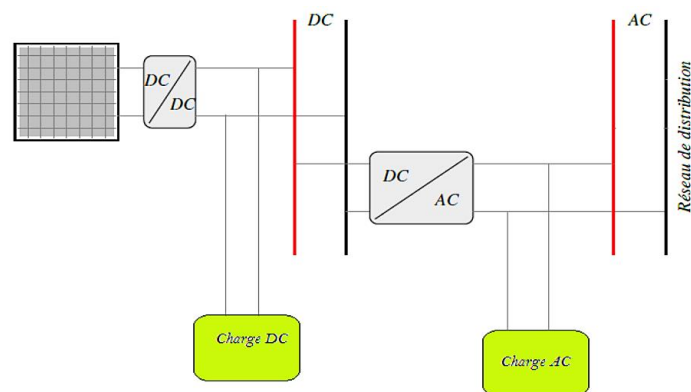 DC
AC
DC
DC
DC
AC
Réseau de distribution
Charge DC
Charge AC